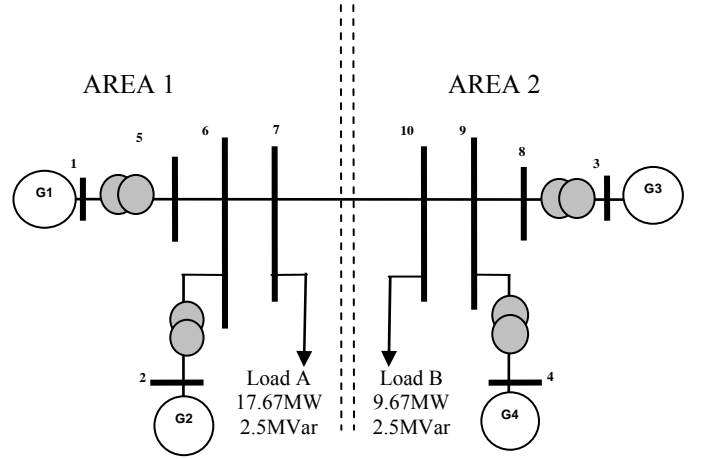 AREA 1
AREA 2
5
6
7
10
9
8
1
3
G1
G3
2
Load A
17.67MW
2.5MVar
Load B
9.67MW
2.5MVar
4
G2
G4